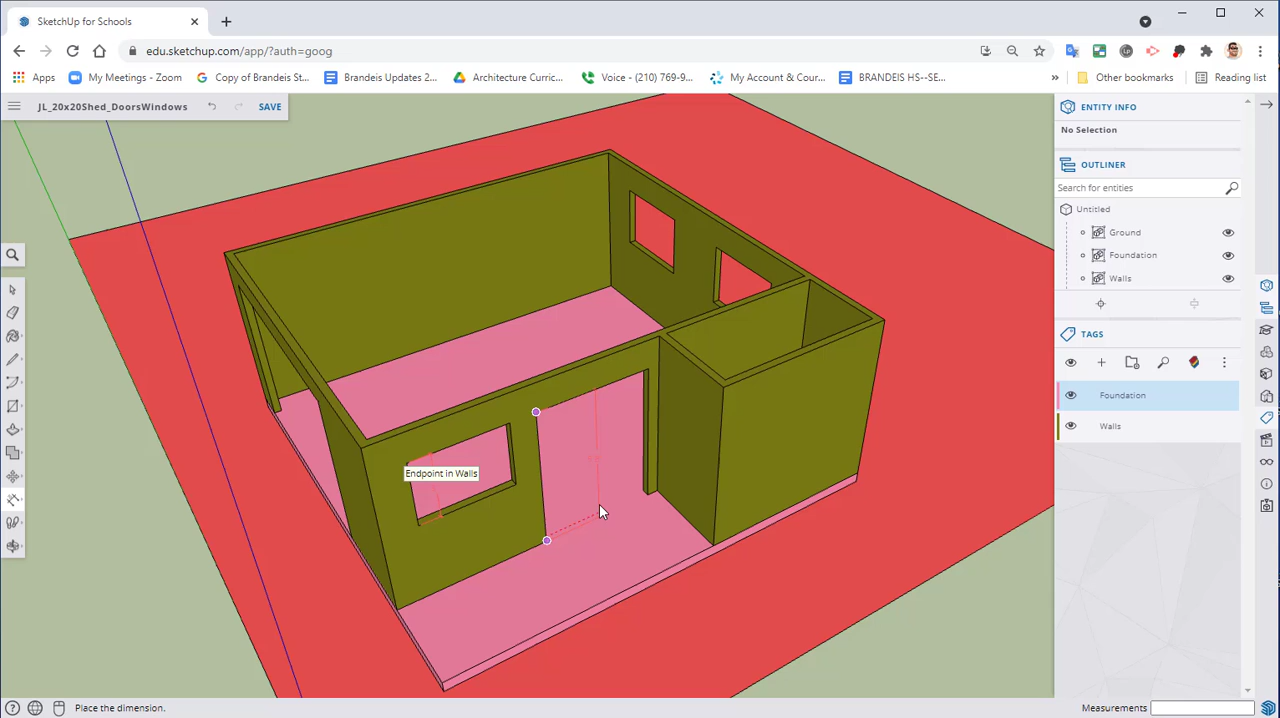 SketchUp for Schools
edu.sketchup.com/app/?auth=goog
Apps
My Meetings - Zoom
Copy of Brandeis St...
Brandeis Updates 2...
Architecture Curric...
Voice - (210) 769-9...
My Account & Cour...
BRANDEIS HS--SE...
»
Other bookmarks
Reading list
JL_20x20Shed_DoorsWindows
SAVE
ENTITY INFO
No Selection
OUTLINER
Search for entities
Untitled
Ground
Foundation
Walls
TAGS
Foundation
Walls
Endpoint in Walls
Place the dimension.
Measurements